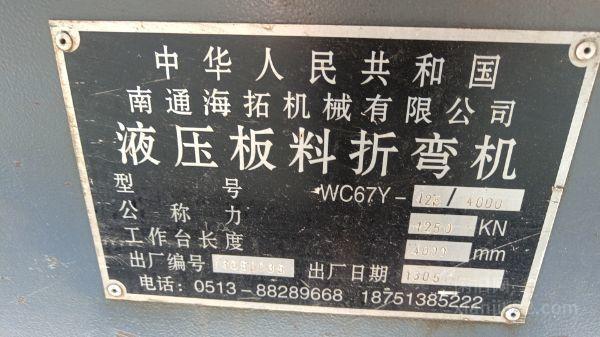 中华人民共和国
南通海拓机械有限公司
液压板料折弯机
型 号 WC67Y-125/4000
公称力 1250 KN
工作台长度 4000 mm
出厂编号 出厂日期 1305
电话: 0513-88289668 18751385222